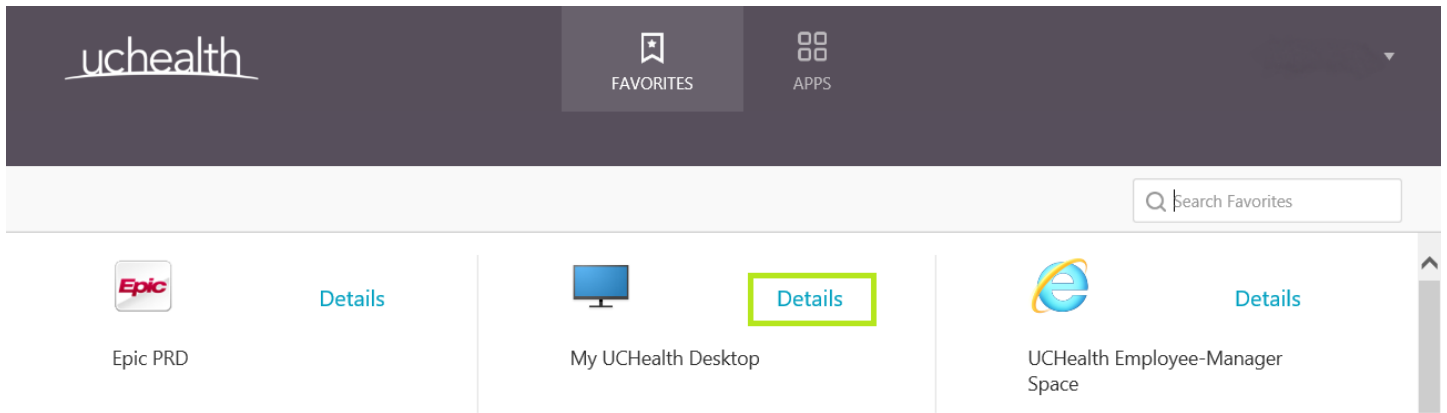 uchealth
FAVORITES
APPS
Search Favorites
Epic
Details
Details
Details
Epic PRD
My UCHealth Desktop
UCHealth Employee-Manager
Space